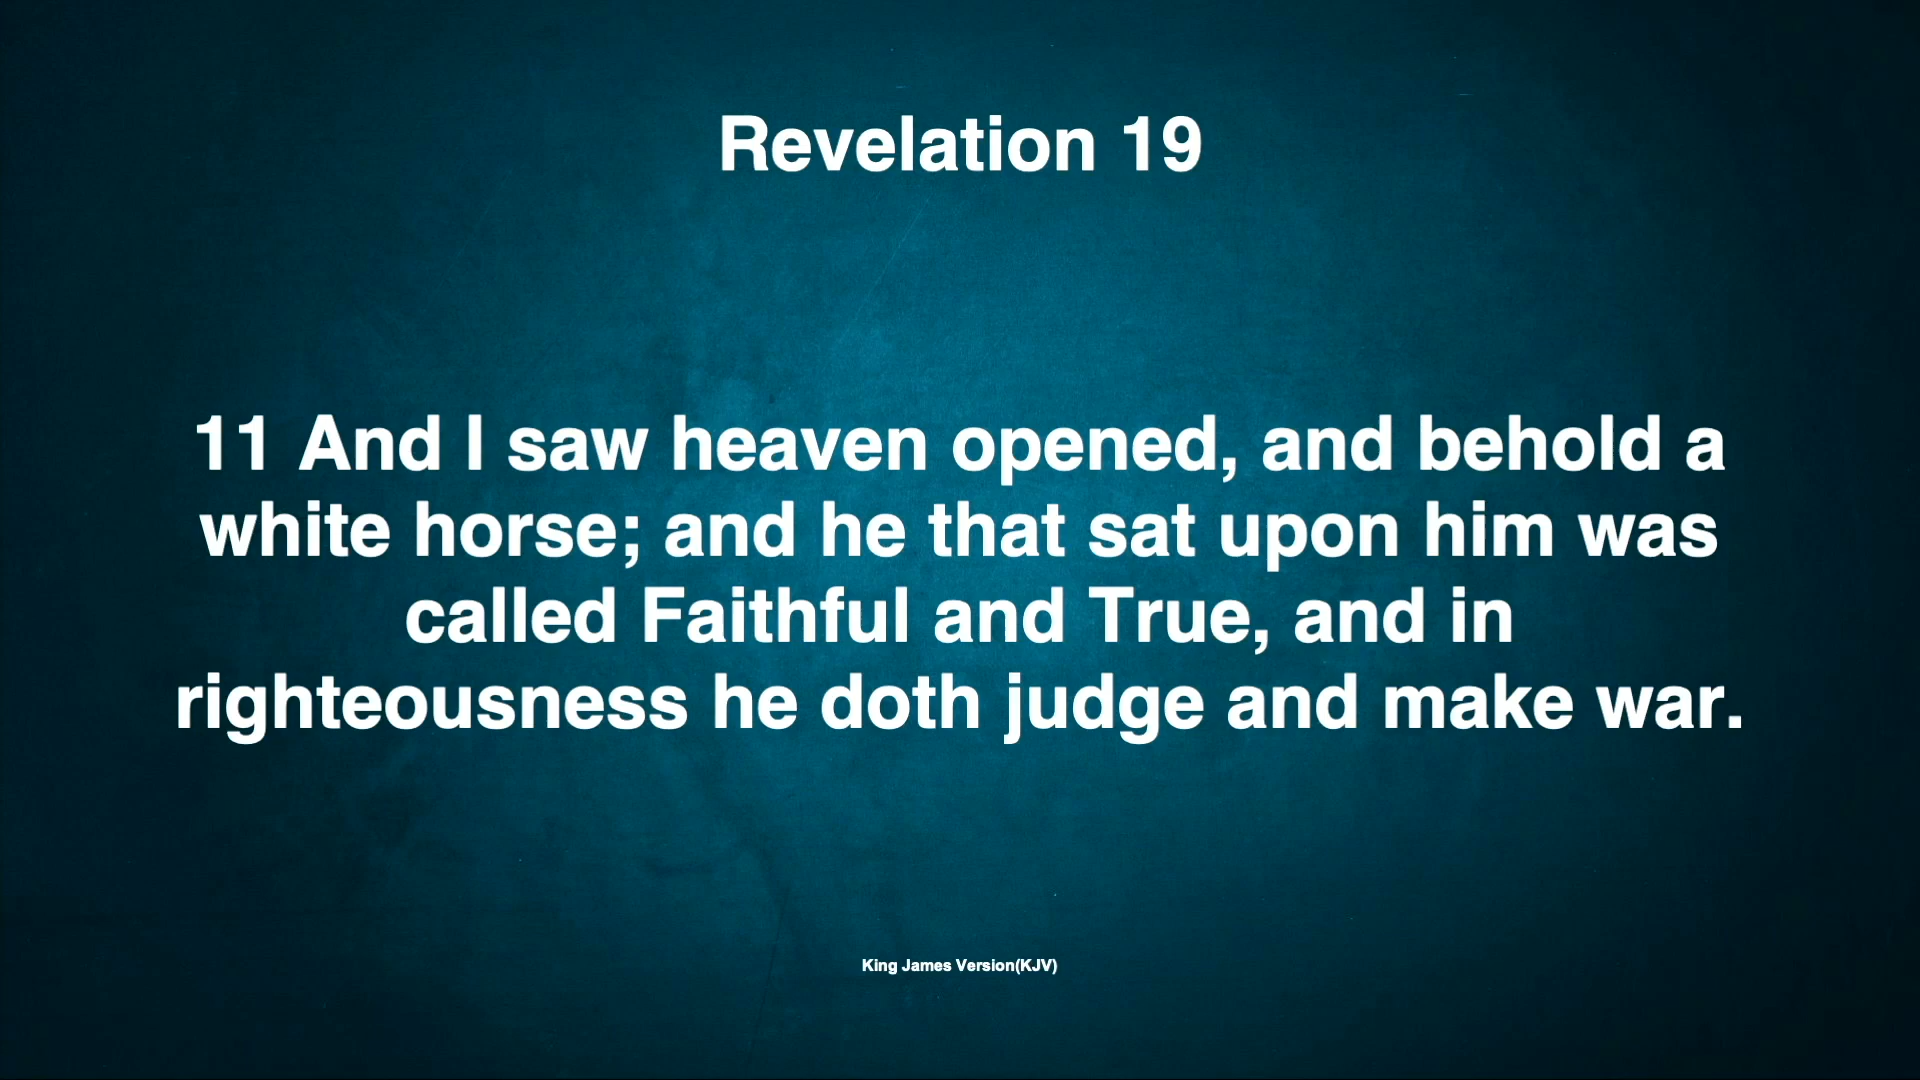 Revelation 19
11 And I saw heaven opened, and behold a
white horse; and he that sat upon him was
called Faithful and True, and in
righteousness he doth judge and make war.
King James Version(KJV)